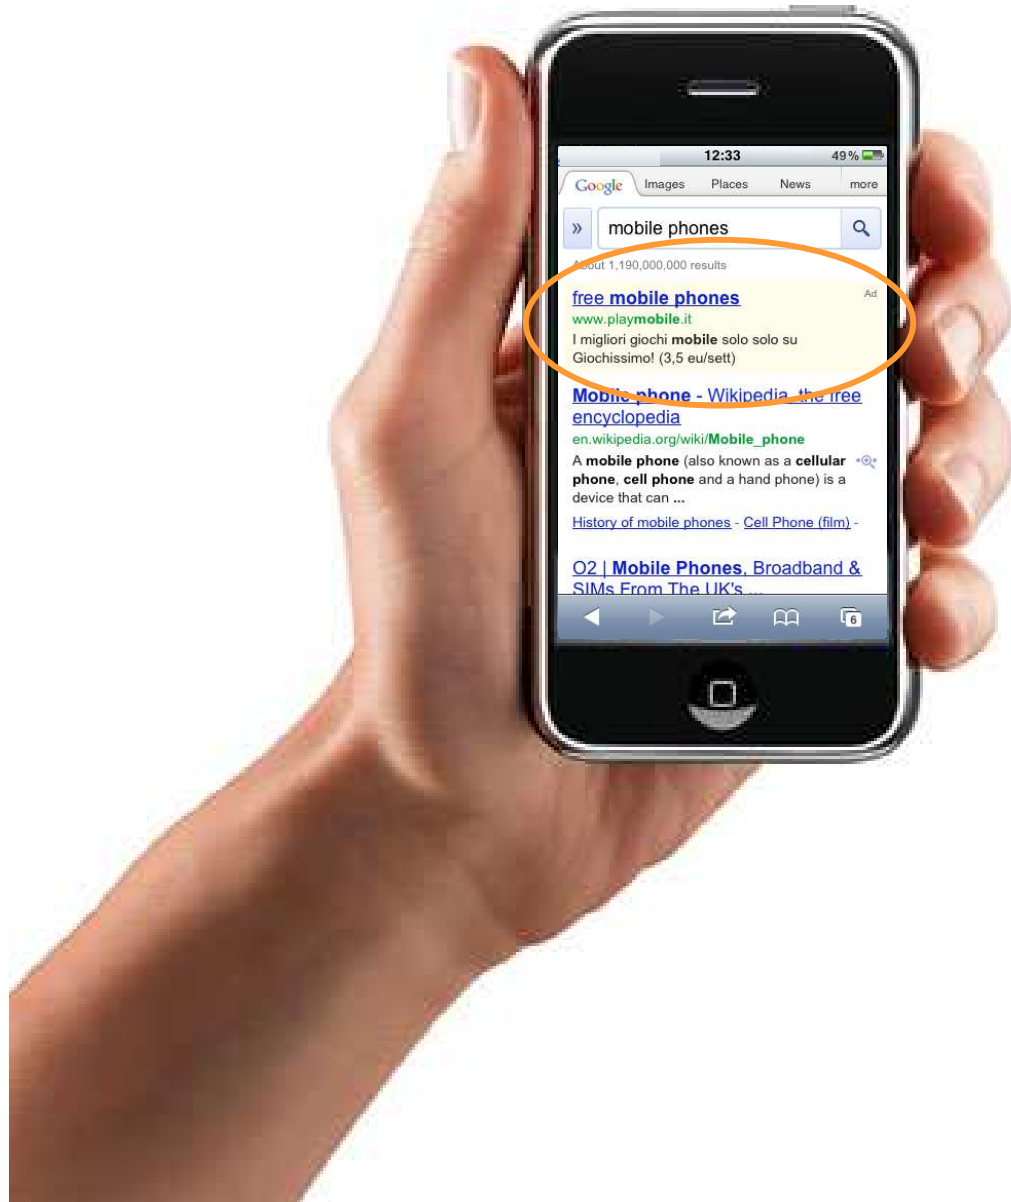 12:33 49%
Google Images Places News more
» mobile phones
About 1,190,000,000 results
free mobile phones Ad
www.playmobile.it
I migliori giochi mobile solo solo su
Giochissimo! (3,5 eu/sett)
Mobile phone - Wikipedia, the free
encyclopedia
en.wikipedia.org/wiki/Mobile_phone
A mobile phone (also known as a cellular
phone, cell phone and a hand phone) is a
device that can ...
History of mobile phones - Cell Phone (film) -
O2 | Mobile Phones, Broadband &
SIMs From The UK's ...
6